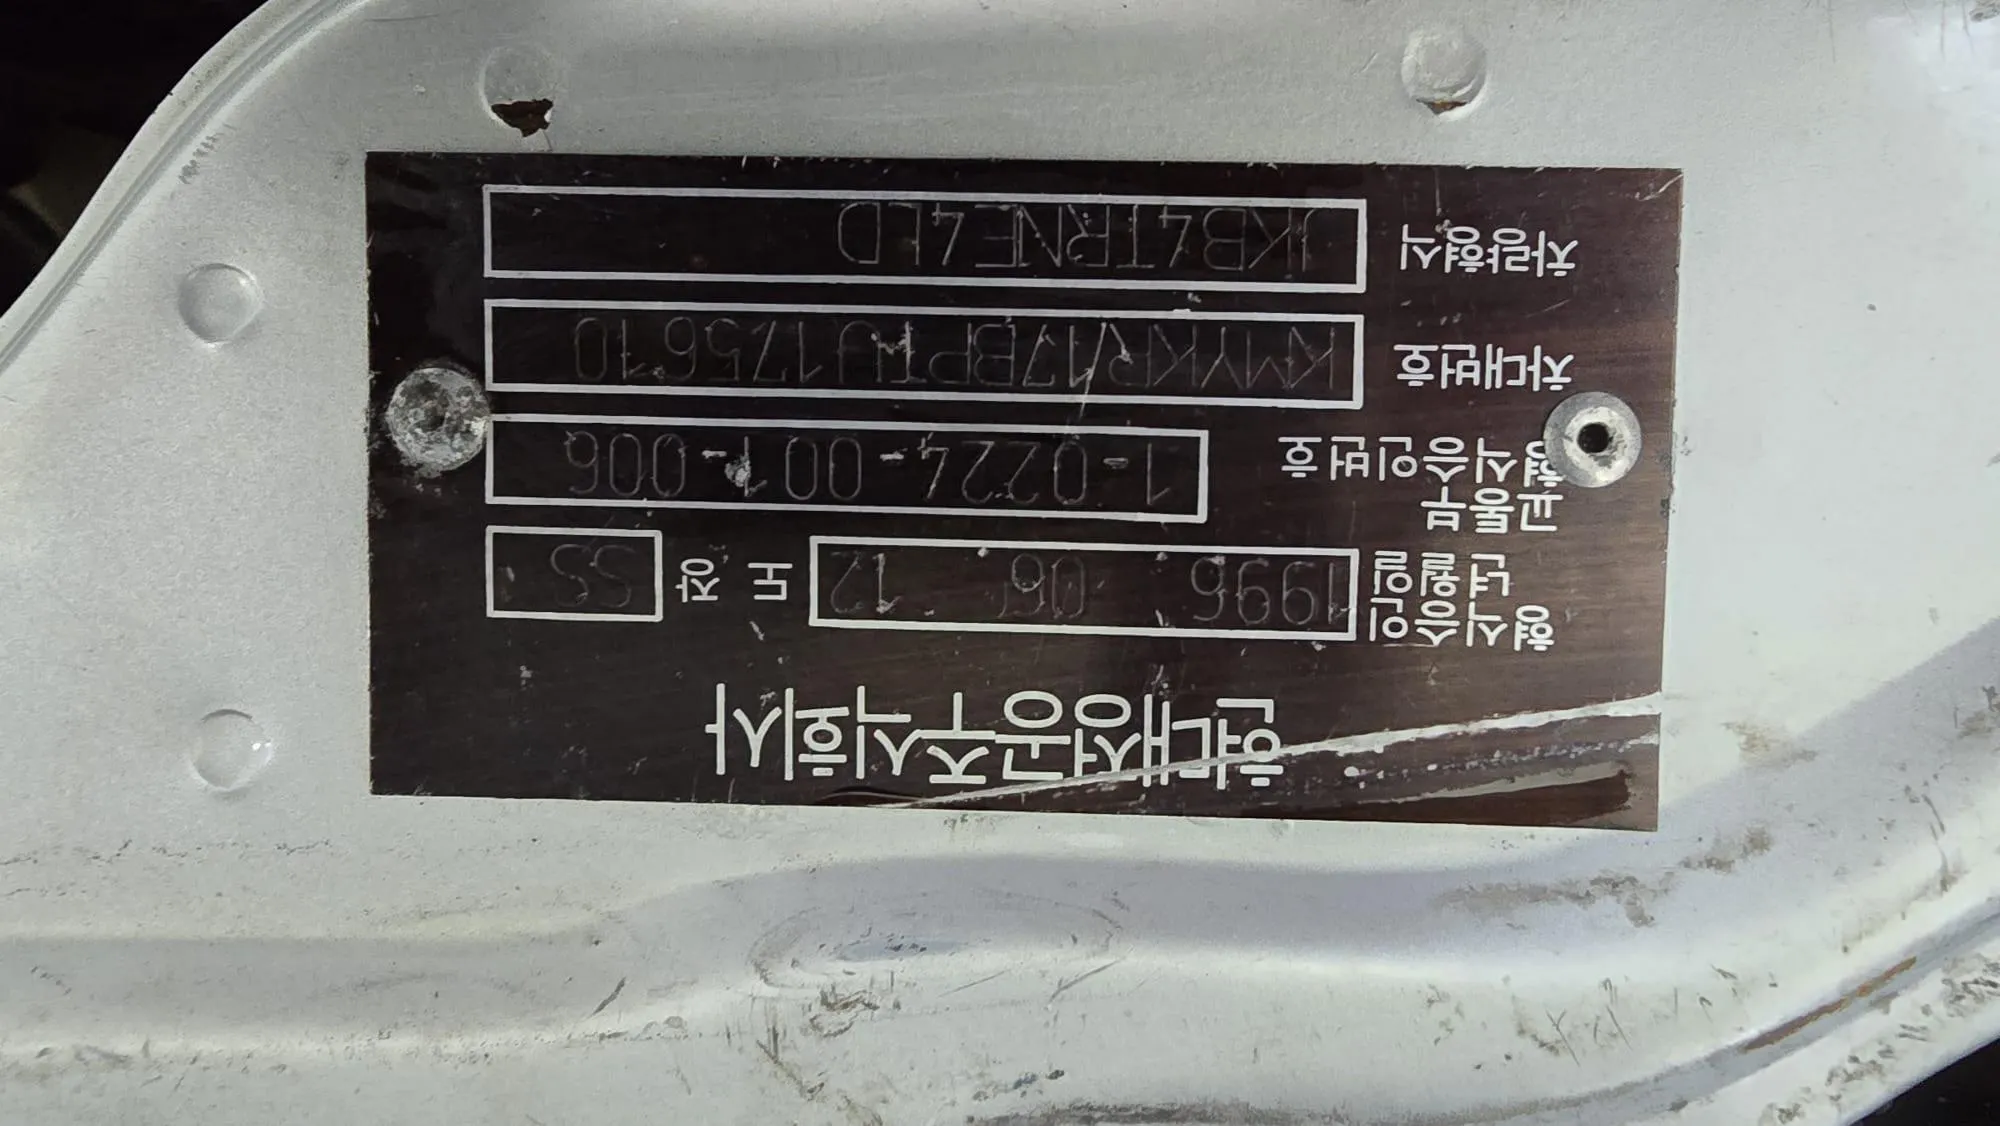 현대정공주식회사
형식승인
년월일 1996 06 12 도 장 SS
교통부
형식승인번호 1-0224-001-006
차대번호 KMYKR17BPTU175610
차량형식 JKB4TRNE4LD